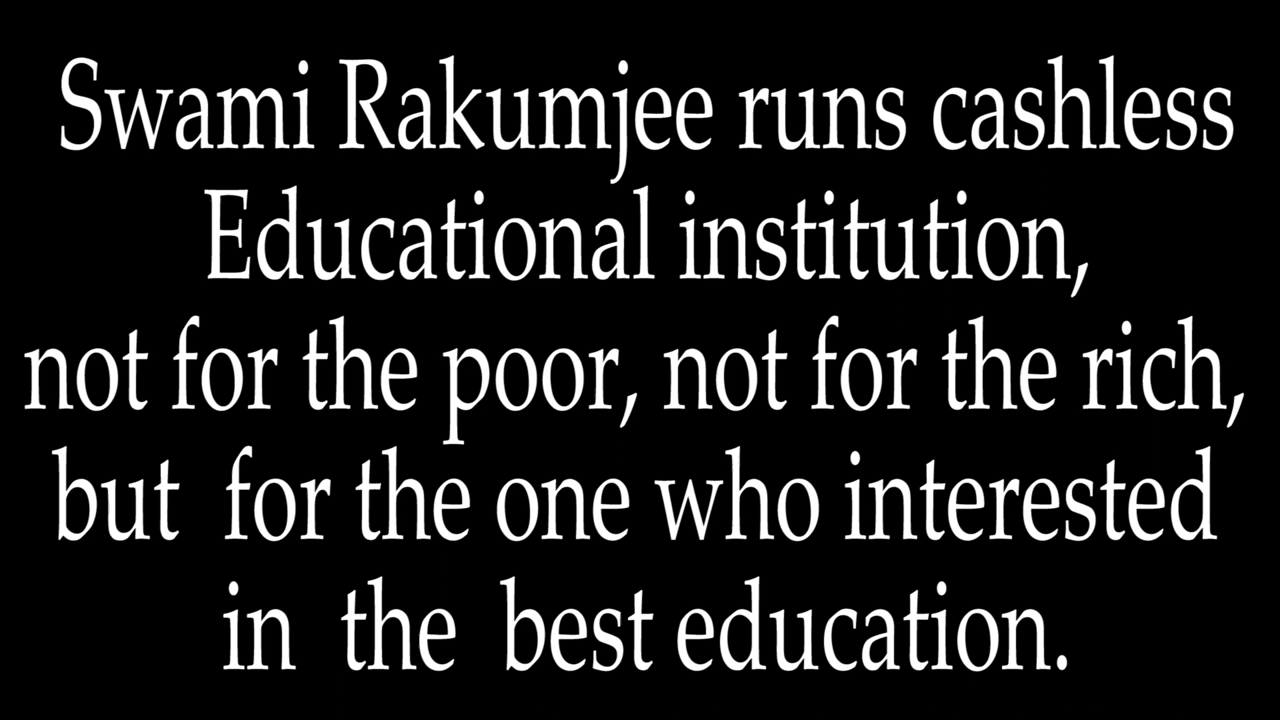 Swami Rakumjee runs cashless
Educational institution,
not for the poor, not for the rich,
but for the one who interested
in the best education.